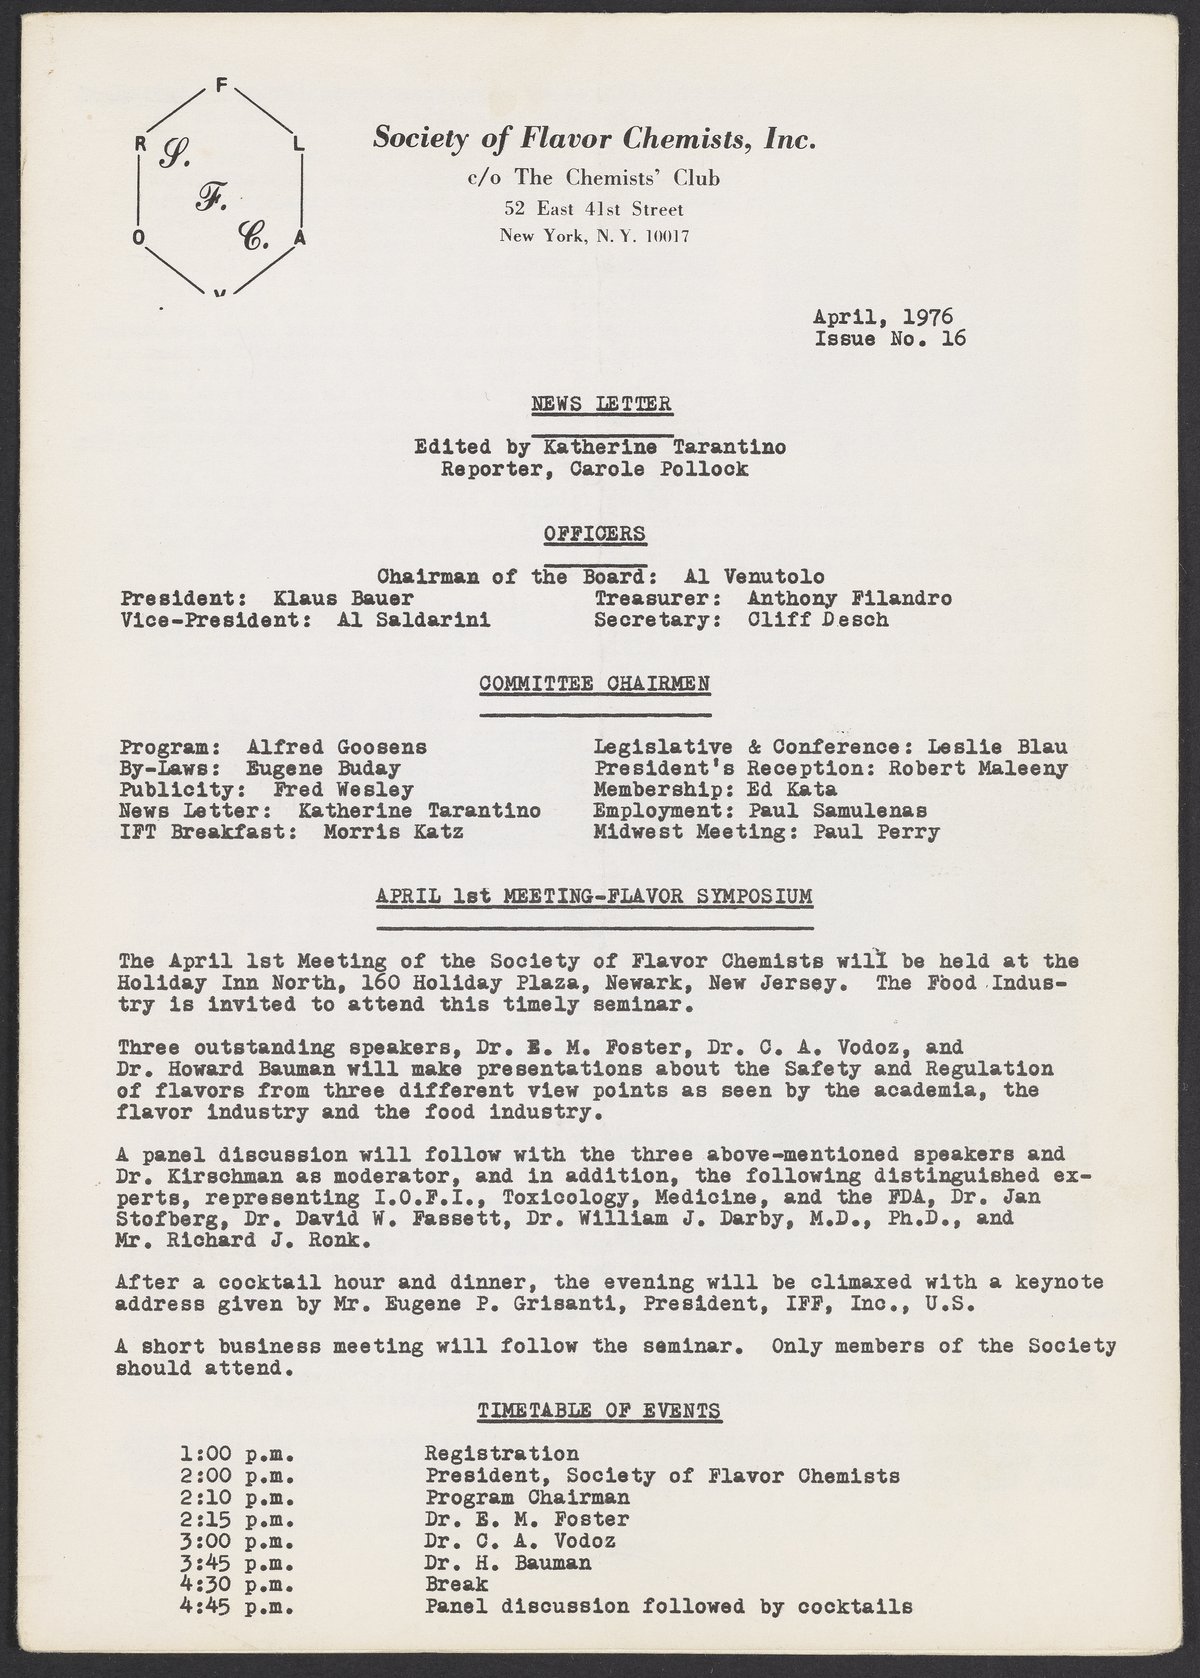 F
R L
S.
F.
C.
O A
V
Society of Flavor Chemists, Inc.
c/o The Chemists' Club
52 East 41st Street
New York, N. Y. 10017
April, 1976
Issue No. 16
NEWS LETTER
Edited by Katherine Tarantino
Reporter, Carole Pollock
OFFICERS
Chairman of the Board: Al Venutolo
President: Klaus Bauer Treasurer: Anthony Filandro
Vice-President: Al Saldarini Secretary: Cliff Desch
COMMITTEE CHAIRMEN
Program: Alfred Goosens Legislative & Conference: Leslie Blau
By-Laws: Eugene Buday President's Reception: Robert Maleeny
Publicity: Fred Wesley Membership: Ed Kata
News Letter: Katherine Tarantino Employment: Paul Samulenas
IFT Breakfast: Morris Katz Midwest Meeting: Paul Perry
APRIL 1st MEETING-FLAVOR SYMPOSIUM
The April 1st Meeting of the Society of Flavor Chemists will be held at the
Holiday Inn North, 160 Holiday Plaza, Newark, New Jersey. The Food Indus-
try is invited to attend this timely seminar.
Three outstanding speakers, Dr. E. M. Foster, Dr. C. A. Vodoz, and
Dr. Howard Bauman will make presentations about the Safety and Regulation
of flavors from three different view points as seen by the academia, the
flavor industry and the food industry.
A panel discussion will follow with the three above-mentioned speakers and
Dr. Kirschman as moderator, and in addition, the following distinguished ex-
perts, representing I.O.F.I., Toxicology, Medicine, and the FDA, Dr. Jan
Stofberg, Dr. David W. Fassett, Dr. William J. Darby, M.D., Ph.D., and
Mr. Richard J. Ronk.
After a cocktail hour and dinner, the evening will be climaxed with a keynote
address given by Mr. Eugene P. Grisanti, President, IFF, Inc., U.S.
A short business meeting will follow the seminar. Only members of the Society
should attend.
TIMETABLE OF EVENTS
1:00 p.m. Registration
2:00 p.m. President, Society of Flavor Chemists
2:10 p.m. Program Chairman
2:15 p.m. Dr. E. M. Foster
3:00 p.m. Dr. C. A. Vodoz
3:45 p.m. Dr. H. Bauman
4:30 p.m. Break
4:45 p.m. Panel discussion followed by cocktails